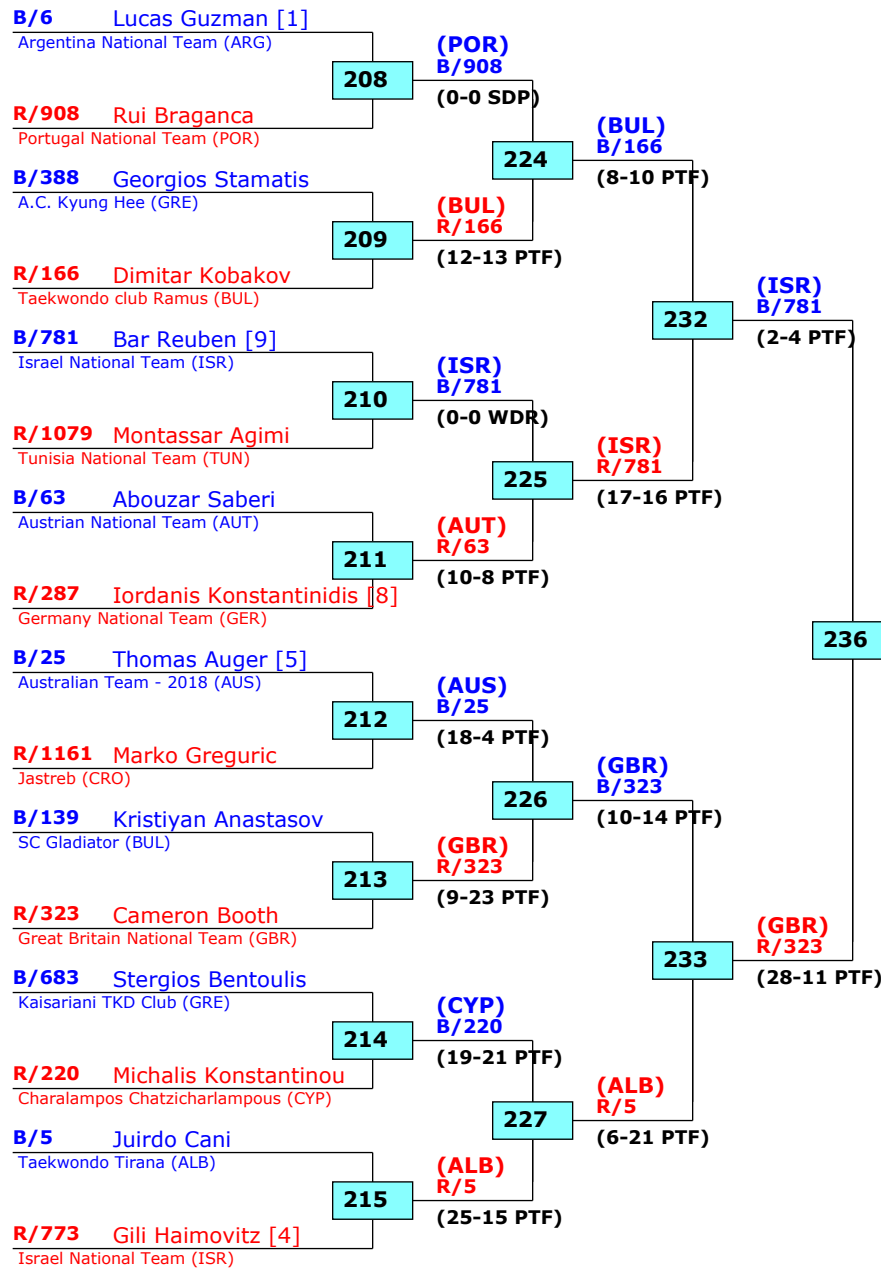 B/6 Lucas Guzman [1]
Argentina National Team (ARG)
208
(POR)
B/908
(0-0 SDP)
R/908 Rui Braganca
Portugal National Team (POR)
224
(BUL)
B/166
(8-10 PTF)
B/388 Georgios Stamatis
A.C. Kyung Hee (GRE)
209
(BUL)
R/166
(12-13 PTF)
R/166 Dimitar Kobakov
Taekwondo club Ramus (BUL)
232
(ISR)
B/781
(2-4 PTF)
B/781 Bar Reuben [9]
Israel National Team (ISR)
210
(ISR)
B/781
(0-0 WDR)
R/1079 Montassar Agimi
Tunisia National Team (TUN)
225
(ISR)
R/781
(17-16 PTF)
B/63 Abouzar Saberi
Austrian National Team (AUT)
211
(AUT)
R/63
(10-8 PTF)
R/287 Iordanis Konstantinidis [8]
Germany National Team (GER)
236
B/25 Thomas Auger [5]
Australian Team - 2018 (AUS)
212
(AUS)
B/25
(18-4 PTF)
R/1161 Marko Greguric
Jastreb (CRO)
226
(GBR)
B/323
(10-14 PTF)
B/139 Kristiyan Anastasov
SC Gladiator (BUL)
213
(GBR)
R/323
(9-23 PTF)
R/323 Cameron Booth
Great Britain National Team (GBR)
233
(GBR)
R/323
(28-11 PTF)
B/683 Stergios Bentoulis
Kaisariani TKD Club (GRE)
214
(CYP)
B/220
(19-21 PTF)
R/220 Michalis Konstantinou
Charalampos Chatzicharlampous (CYP)
227
(ALB)
R/5
(6-21 PTF)
B/5 Juirdo Cani
Taekwondo Tirana (ALB)
215
(ALB)
R/5
(25-15 PTF)
R/773 Gili Haimovitz [4]
Israel National Team (ISR)